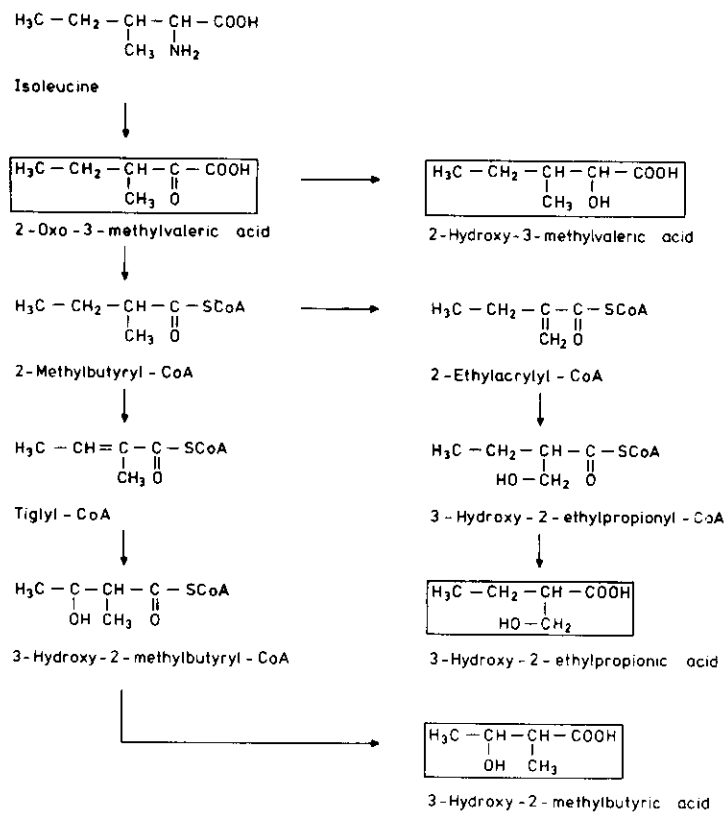 H₃C — CH₂ — CH — CH — COOH
CH₃ NH₂
Isoleucine
H₃C — CH₂ — CH — C — COOH
CH₃ O
2-Oxo-3-methylvaleric acid
H₃C — CH₂ — CH — CH — COOH
CH₃ OH
2-Hydroxy-3-methylvaleric acid
H₃C — CH₂ — CH — C — SCoA
CH₃ O
2-Methylbutyryl-CoA
H₃C — CH₂ — C — C — SCoA
CH₂ O
2-Ethylacrylyl-CoA
H₃C — CH = C — C — SCoA
CH₃ O
Tiglyl-CoA
H₃C — CH₂ — CH — C — SCoA
HO — CH₂ O
3-Hydroxy-2-ethylpropionyl-CoA
H₃C — C — CH — C — SCoA
OH CH₃ O
3-Hydroxy-2-methylbutyryl-CoA
H₃C — CH₂ — CH — COOH
HO — CH₂
3-Hydroxy-2-ethylpropionic acid
H₃C — CH — CH — COOH
OH CH₃
3-Hydroxy-2-methylbutyric acid